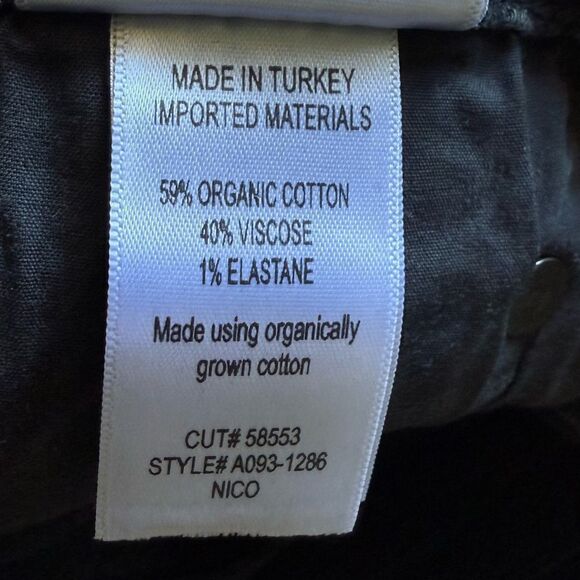 MADE IN TURKEY
IMPORTED MATERIALS
59% ORGANIC COTTON
40% VISCOSE
1% ELASTANE
Made using organically
grown cotton
CUT# 58553
STYLE# A093-1286
NICO